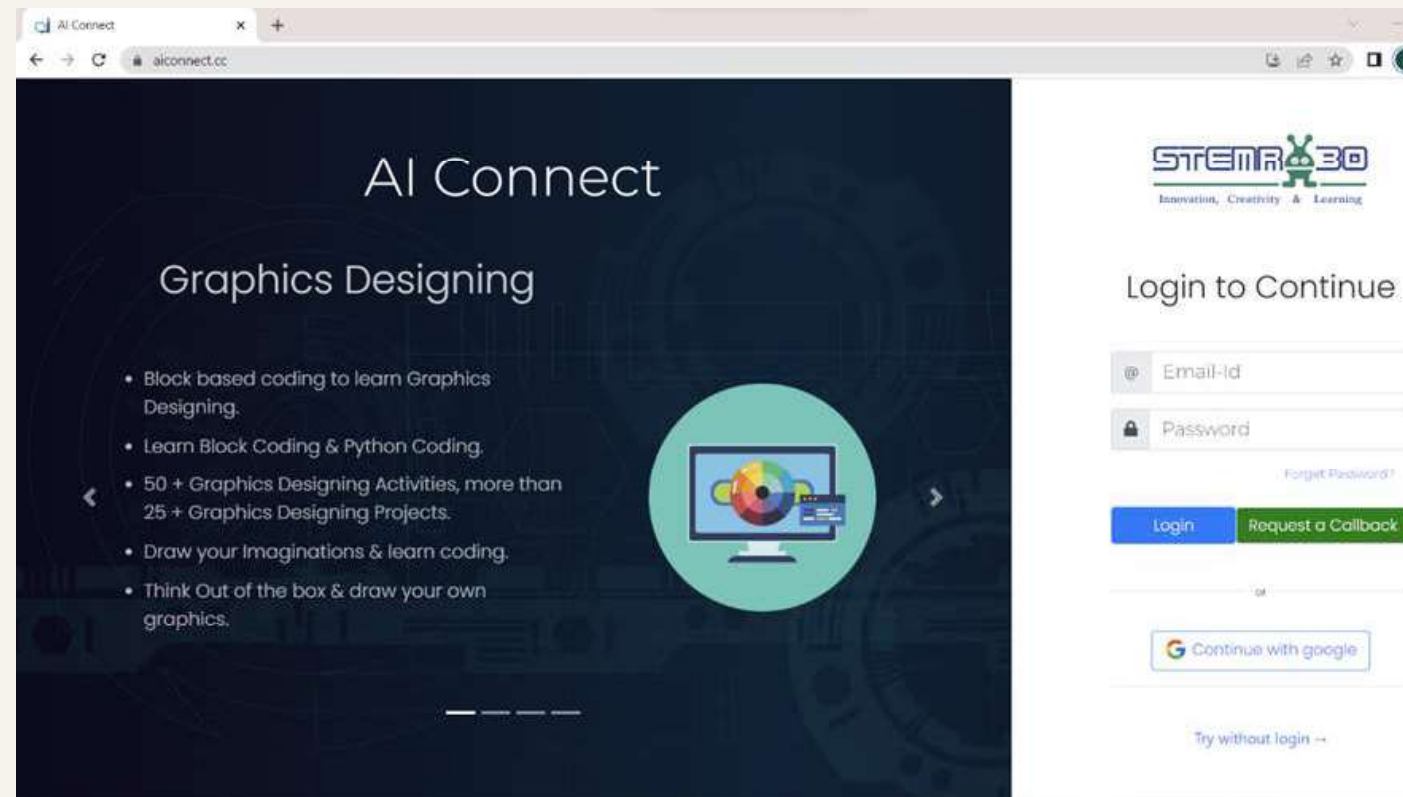 AI Connect
aiconnect.cc
AI Connect
Graphics Designing
• Block based coding to learn Graphics
Designing.
• Learn Block Coding & Python Coding.
• 50 + Graphics Designing Activities, more than
25 + Graphics Designing Projects.
• Draw your Imaginations & learn coding.
• Think Out of the box & draw your own
graphics.
STEMROBO
Innovation, Creativity & Learning
Login to Continue
@ Email-Id
Password
Forget Password?
Login Request a Callback
or
Continue with google
Try without login →